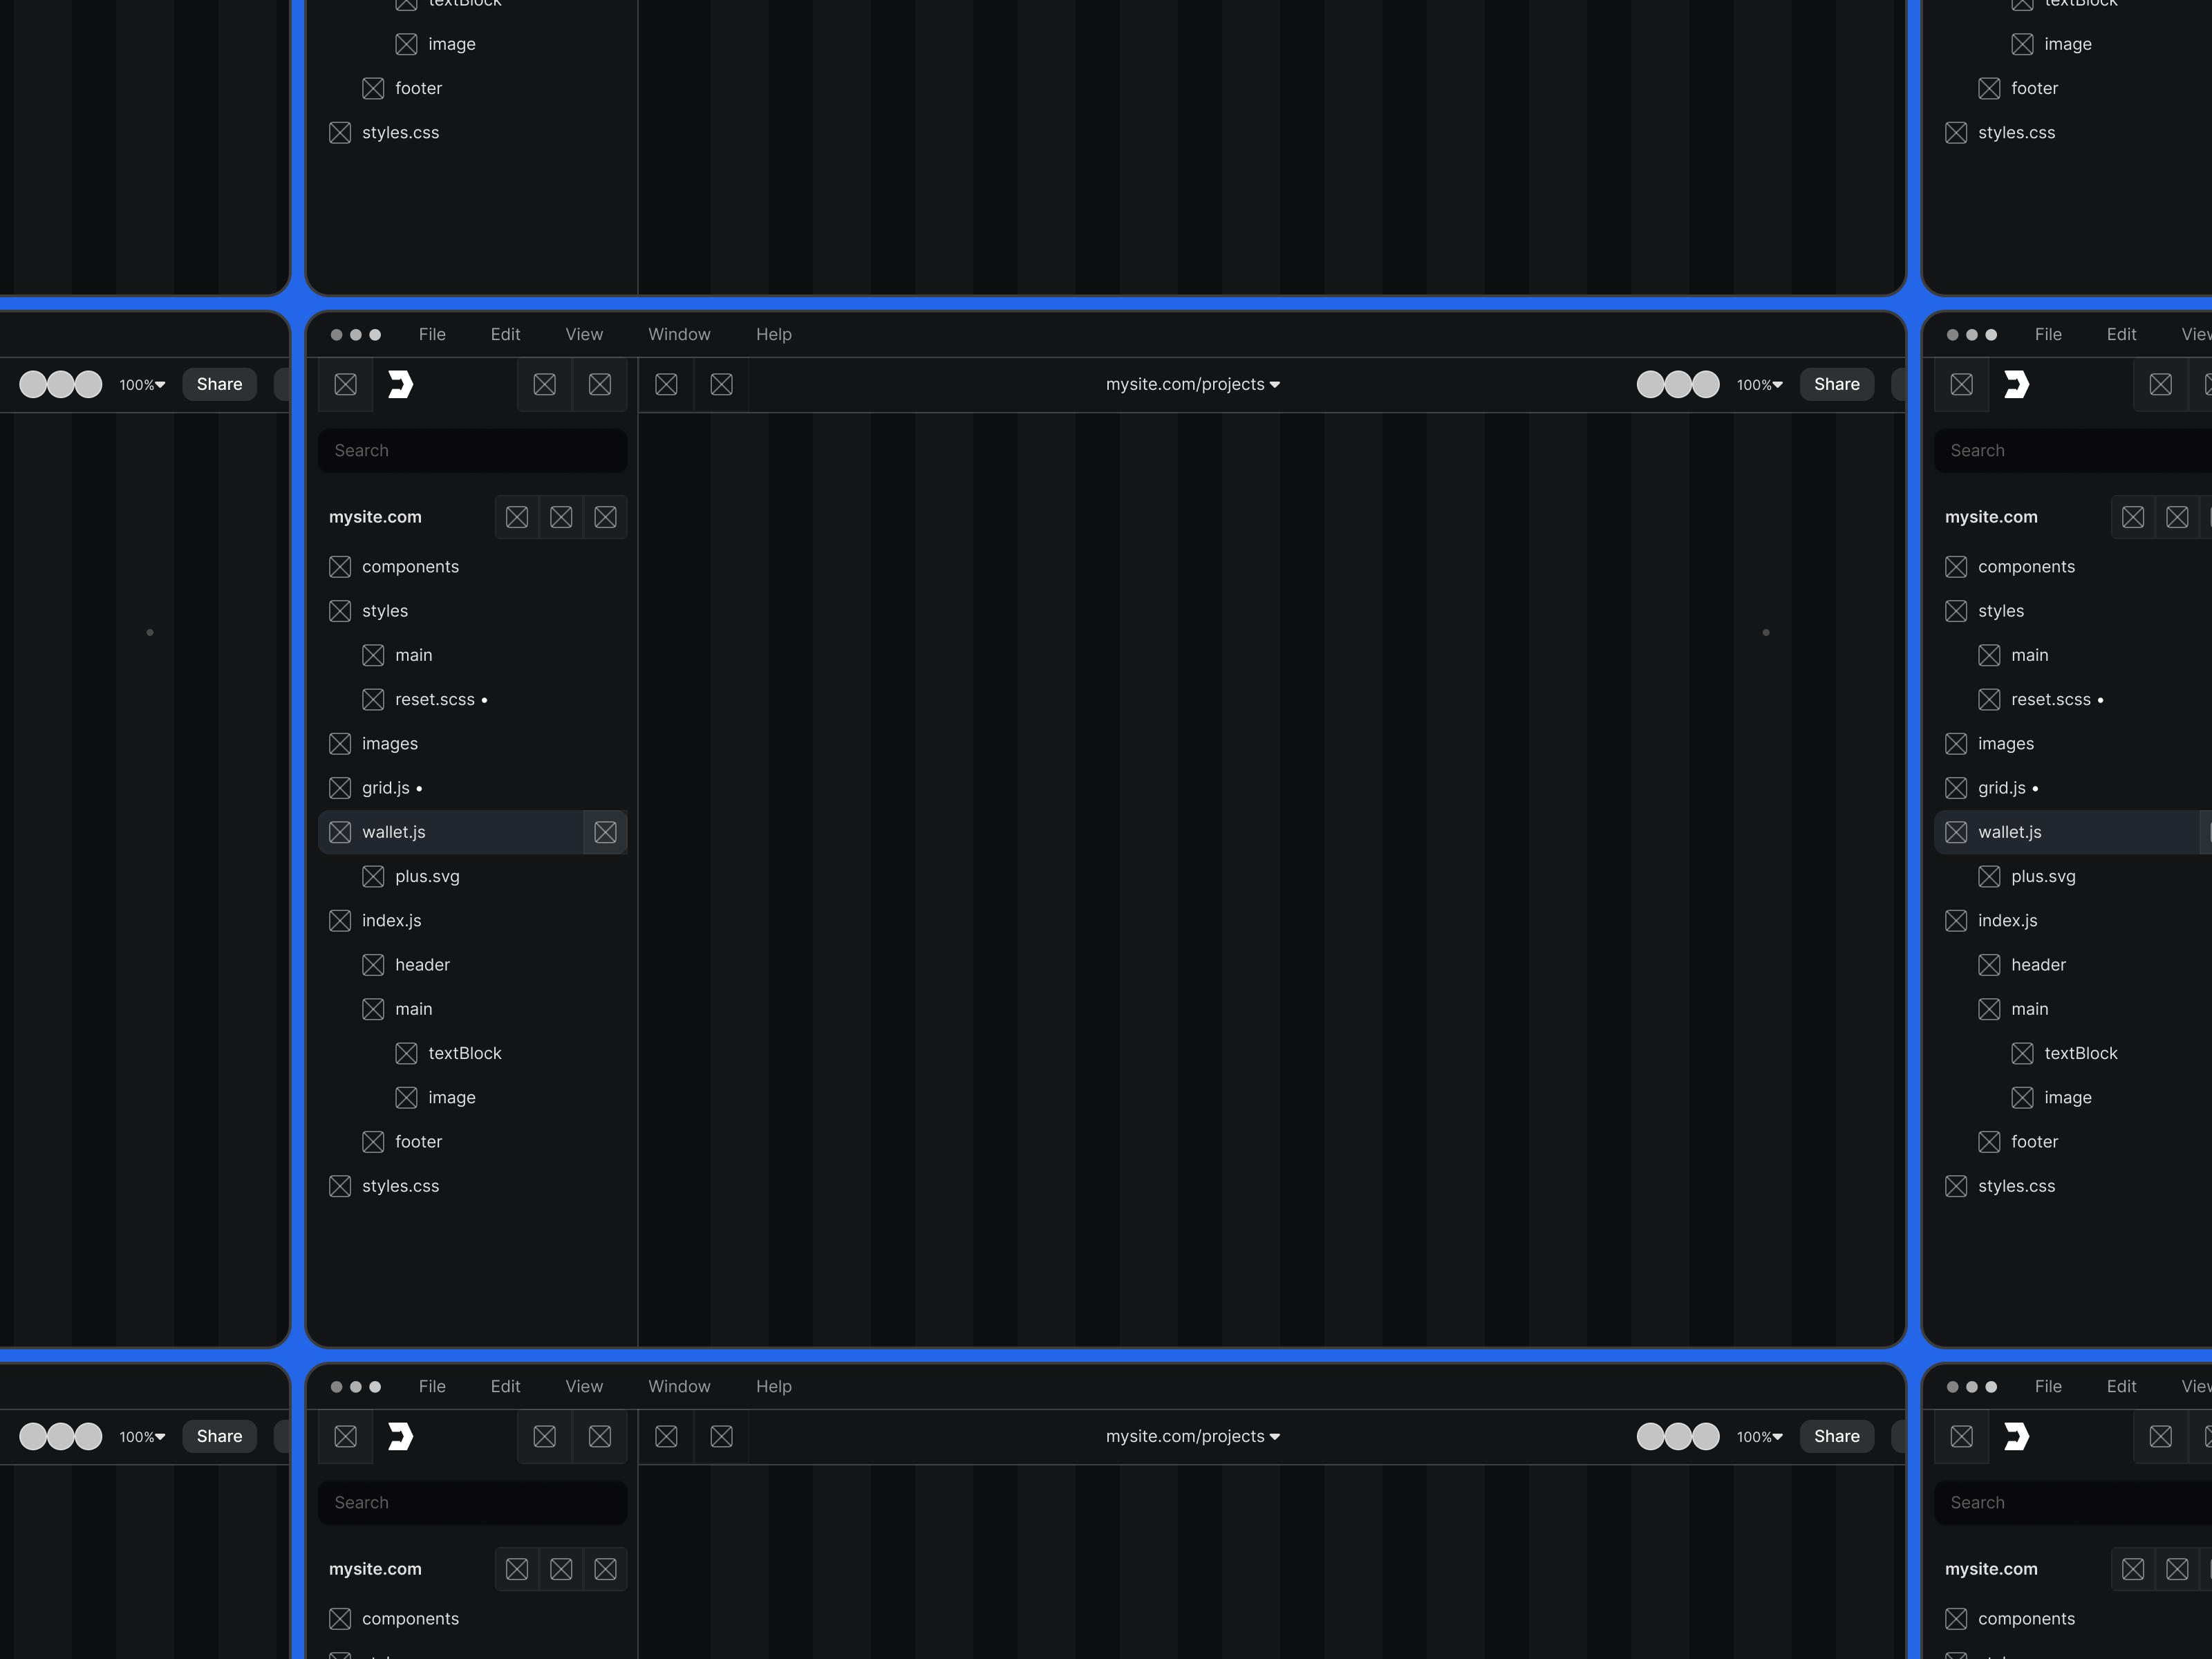 textBlock
textBlock
image
image
footer
footer
styles.css
styles.css
File Edit View Window Help
File Edit
100% Share
mysite.com/projects
100% Share
Search
Search
mysite.com
mysite.com
components
components
styles
styles
main
main
reset.scss •
reset.scss •
images
images
grid.js •
grid.js •
wallet.js
wallet.js
plus.svg
plus.svg
index.js
index.js
header
header
main
main
textBlock
textBlock
image
image
footer
footer
styles.css
styles.css
File Edit View Window Help
File Edit
100% Share
mysite.com/projects
100% Share
Search
Search
mysite.com
mysite.com
components
components